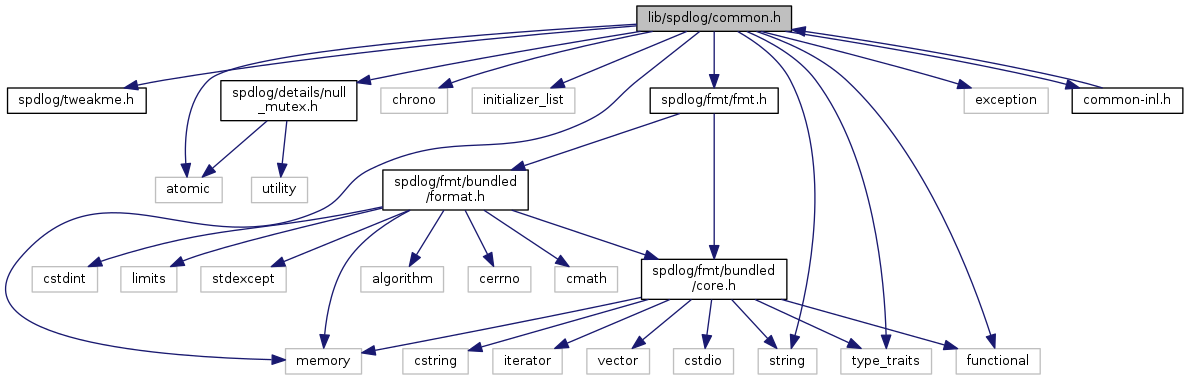 lib/spdlog/common.h
spdlog/tweakme.h
spdlog/details/null
_mutex.h
chrono
initializer_list
spdlog/fmt/fmt.h
exception
common-inl.h
atomic
utility
spdlog/fmt/bundled
/format.h
cstdint
limits
stdexcept
algorithm
cerrno
cmath
spdlog/fmt/bundled
/core.h
memory
cstring
iterator
vector
cstdio
string
type_traits
functional